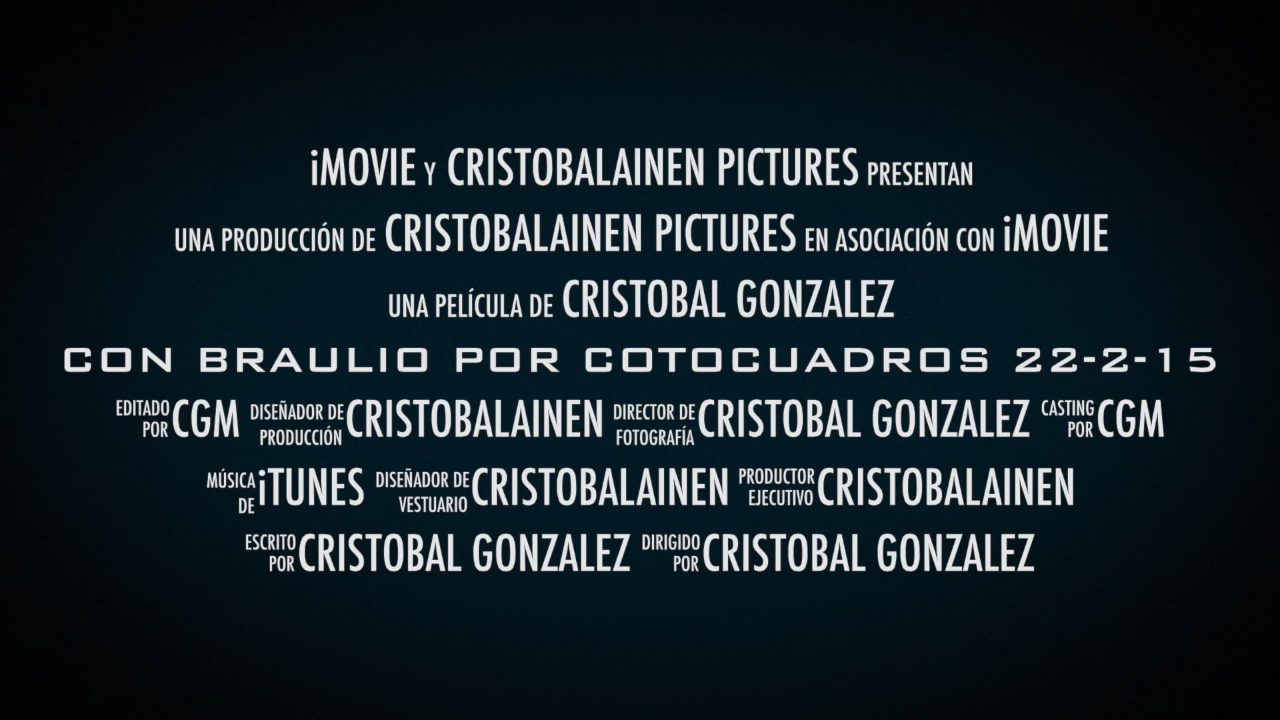 iMOVIE Y CRISTOBALAINEN PICTURES PRESENTAN
UNA PRODUCCIÓN DE CRISTOBALAINEN PICTURES EN ASOCIACIÓN CON iMOVIE
UNA PELÍCULA DE CRISTOBAL GONZALEZ
CON BRAULIO POR COTOCUADROS 22-2-15
EDITADO POR CGM DISEÑADOR DE PRODUCCIÓN CRISTOBALAINEN DIRECTOR DE FOTOGRAFÍA CRISTOBAL GONZALEZ CASTING POR CGM
MÚSICA DE iTUNES DISEÑADOR DE VESTUARIO CRISTOBALAINEN PRODUCTOR EJECUTIVO CRISTOBALAINEN
ESCRITO POR CRISTOBAL GONZALEZ DIRIGIDO POR CRISTOBAL GONZALEZ